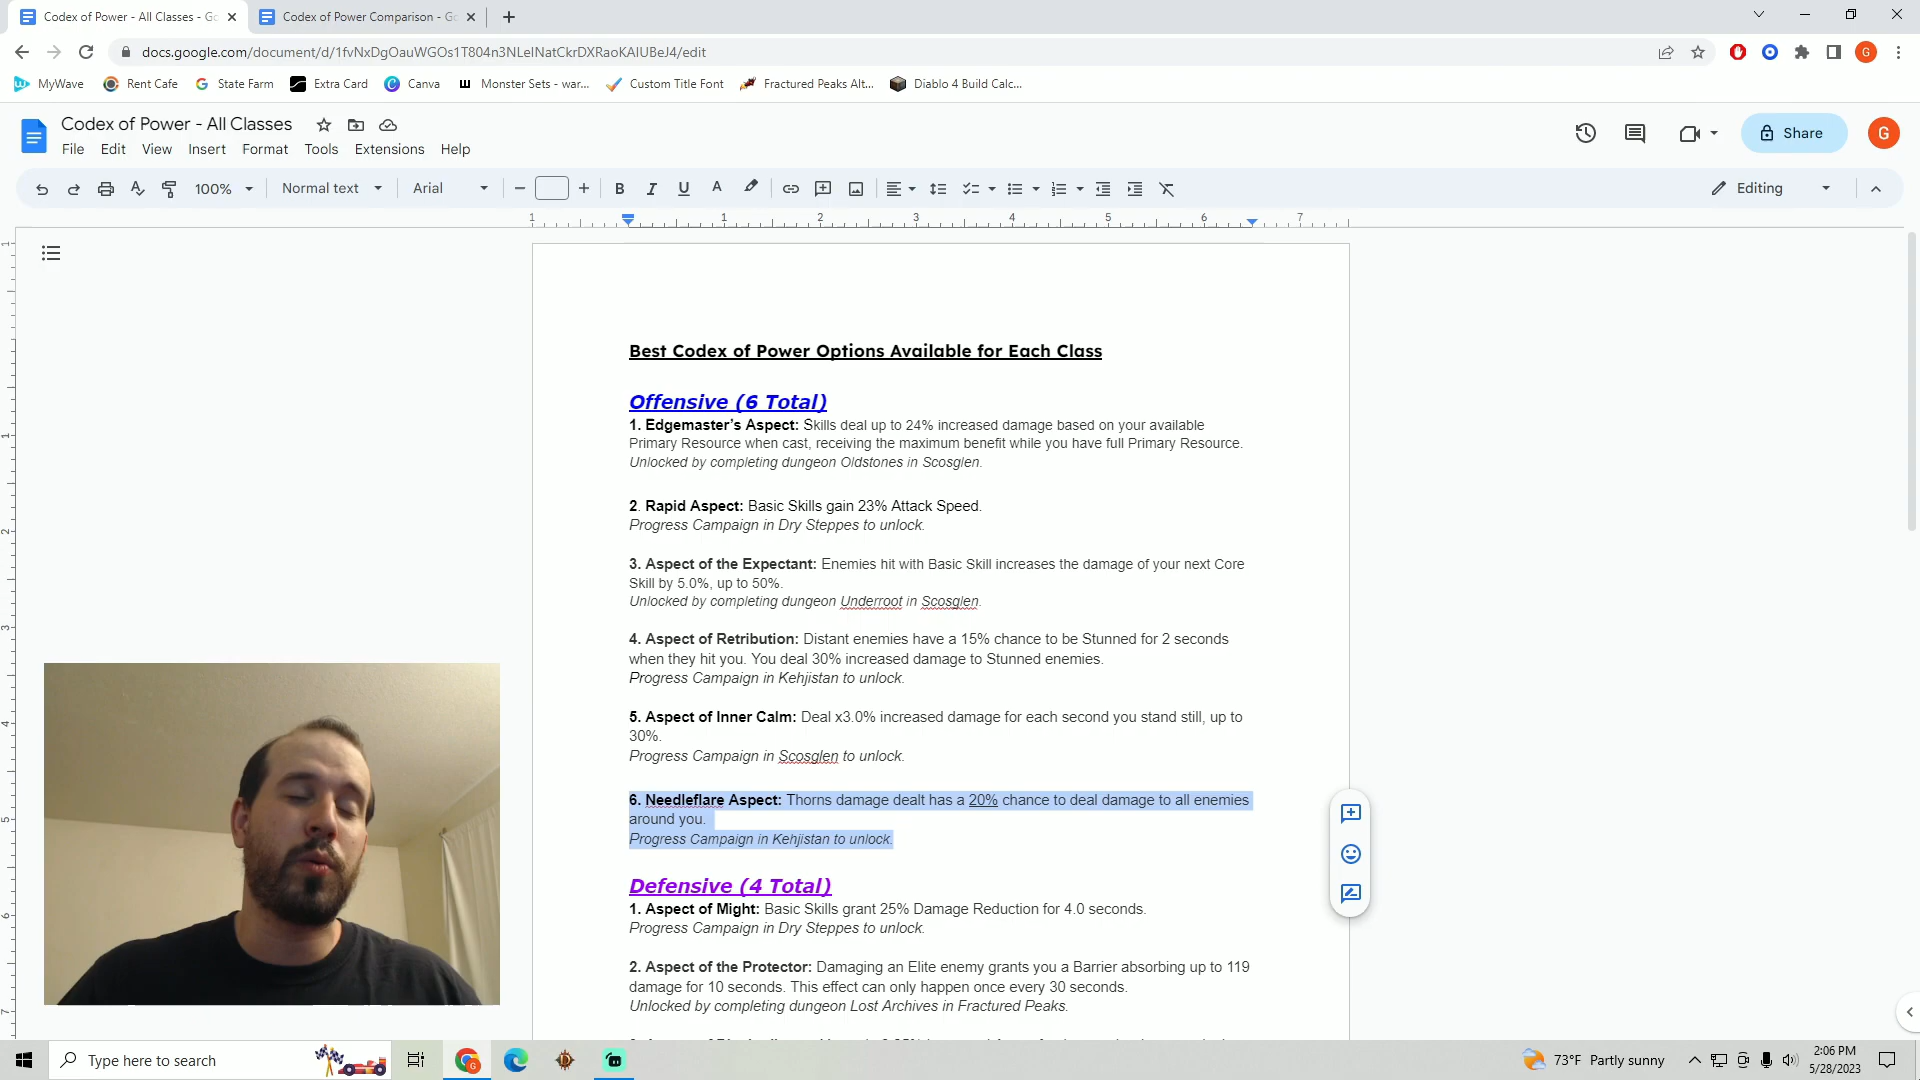 Codex of Power - All Classes - Go
Codex of Power Comparison - Go
docs.google.com/document/d/1fvNxDgOauWGOs1T804n3NLelNatCkrDXRaoKAIUBeJ4/edit
MyWave
Rent Cafe
State Farm
Extra Card
Canva
Monster Sets - war...
Custom Title Font
Fractured Peaks Alt...
Diablo 4 Build Calc...
Codex of Power - All Classes
File Edit View Insert Format Tools Extensions Help
Share
G
100%
Normal text
Arial
Editing
1 1 2 3 4 5 6 7
Best Codex of Power Options Available for Each Class
Offensive (6 Total)
1. Edgemaster's Aspect: Skills deal up to 24% increased damage based on your available
Primary Resource when cast, receiving the maximum benefit while you have full Primary Resource.
Unlocked by completing dungeon Oldstones in Scosglen.
2. Rapid Aspect: Basic Skills gain 23% Attack Speed.
Progress Campaign in Dry Steppes to unlock.
3. Aspect of the Expectant: Enemies hit with Basic Skill increases the damage of your next Core
Skill by 5.0%, up to 50%.
Unlocked by completing dungeon Underroot in Scosglen.
4. Aspect of Retribution: Distant enemies have a 15% chance to be Stunned for 2 seconds
when they hit you. You deal 30% increased damage to Stunned enemies.
Progress Campaign in Kehjistan to unlock.
5. Aspect of Inner Calm: Deal x3.0% increased damage for each second you stand still, up to
30%.
Progress Campaign in Scosglen to unlock.
6. Needleflare Aspect: Thorns damage dealt has a 20% chance to deal damage to all enemies
around you.
Progress Campaign in Kehjistan to unlock.
Defensive (4 Total)
1. Aspect of Might: Basic Skills grant 25% Damage Reduction for 4.0 seconds.
Progress Campaign in Dry Steppes to unlock.
2. Aspect of the Protector: Damaging an Elite enemy grants you a Barrier absorbing up to 119
damage for 10 seconds. This effect can only happen once every 30 seconds.
Unlocked by completing dungeon Lost Archives in Fractured Peaks.
Type here to search
73°F Partly sunny
2:06 PM
5/28/2023